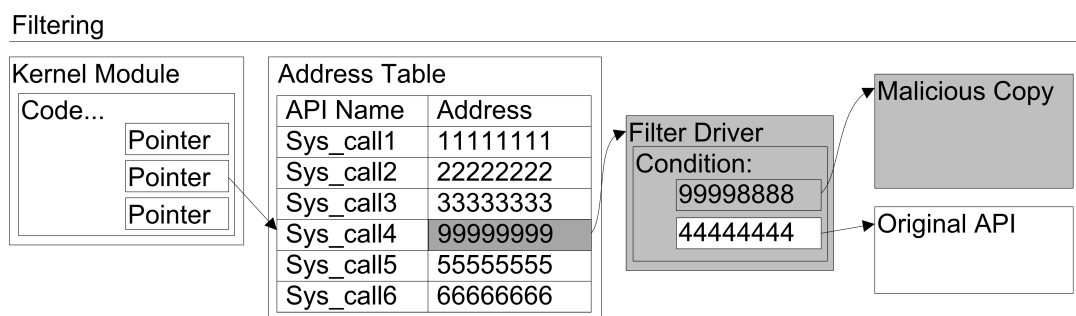 Filtering
Kernel Module
Code...
Pointer
Pointer
Pointer
Address Table
API Name Address
Sys_call1 11111111
Sys_call2 22222222
Sys_call3 33333333
Sys_call4 99999999
Sys_call5 55555555
Sys_call6 66666666
Filter Driver
Condition:
99998888
44444444
Malicious Copy
Original API